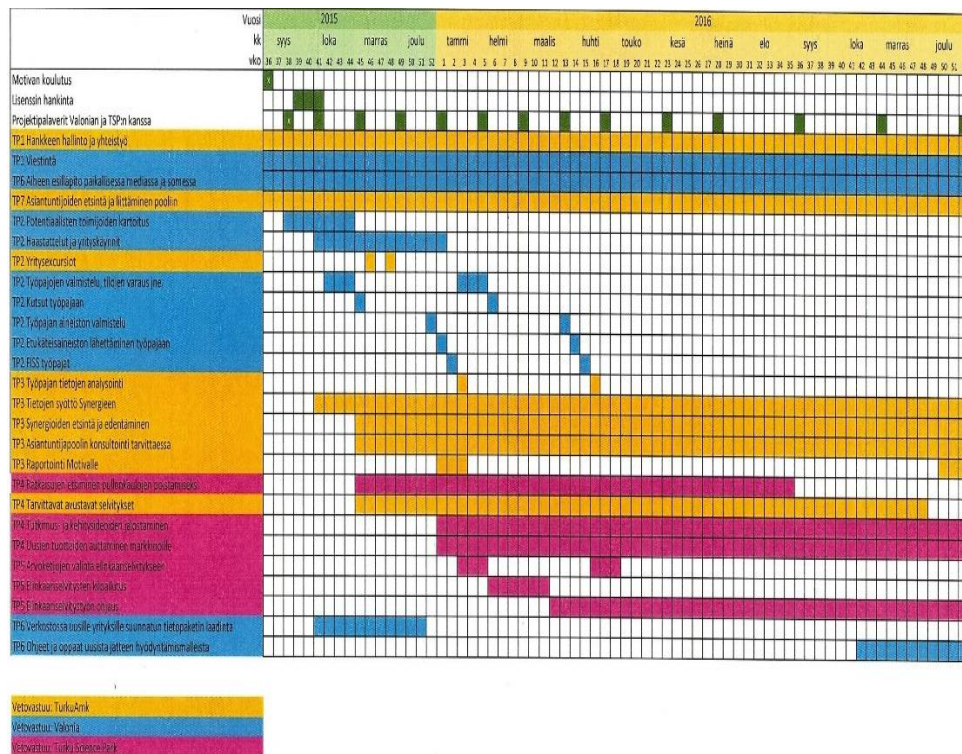 Vuosi 2015 2016
kk syys loka marras joulu tammi helmi maalis huhti touko kesä heinä elo syys loka marras joulu
vko 36 37 38 39 40 41 42 43 44 45 46 47 48 49 50 51 52 1 2 3 4 5 6 7 8 9 10 11 12 13 14 15 16 17 18 19 20 21 22 23 24 25 26 27 28 29 30 31 32 33 34 35 36 37 38 39 40 41 42 43 44 45 46 47 48 49 50 51
Motivan koulutus x
Lisenssin hankinta
Projektipalaverit Valonian ja TSP:n kanssa x
TP1 Hankkeen hallinto ja yhteistyö
TP1 Viestintä
TP6 Aiheen esilläpito paikallisessa mediassa ja somessa
TP7 Asiantuntijoiden etsintä ja liittäminen pooliin
TP2 Potentiaalisten toimijoiden kartoitus
TP2 Haastattelut ja yrityskäynnit
TP2 Yritysexcursiot
TP2 Työpajojen valmistelu, tilojen varaus jne.
TP2 Kutsut työpajaan
TP2 Työpajan aineiston valmistelu
TP2 Etukäteisaineiston lähettäminen työpajaan
TP2 FISS työpajat
TP3 Työpajan tietojen analysointi
TP3 Tietojen syöttö Synergieen
TP3 Synergioiden etsintä ja edentäminen
TP3 Asiantuntijapoolin konsultointi tarvittaessa
TP3 Raportointi Motivalle
TP4 Ratkaisujen etsiminen pullonkaulojen poistamiseksi
TP4 Tarvittavat avustavat selvitykset
TP4 Tutkimus- ja kehitysideoiden jalostaminen
TP4 Uusien tuotteiden auttaminen markkinoille
TP5 Arvoketjujen valinta elinkaariselvitykseen
TP5 Elinkaariselvitysten kilpailutus
TP5 Elinkaariselvitystyön ohjaus
TP6 Verkostossa uusille yrityksille suunnatun tietopaketin laadinta
TP6 Ohjeet ja oppaat uusista jätteen hyödyntämismalleista
Vetovastuu: TurkuAmk
Vetovastuu: Valonia
Vetovastuu: Turku Science Park